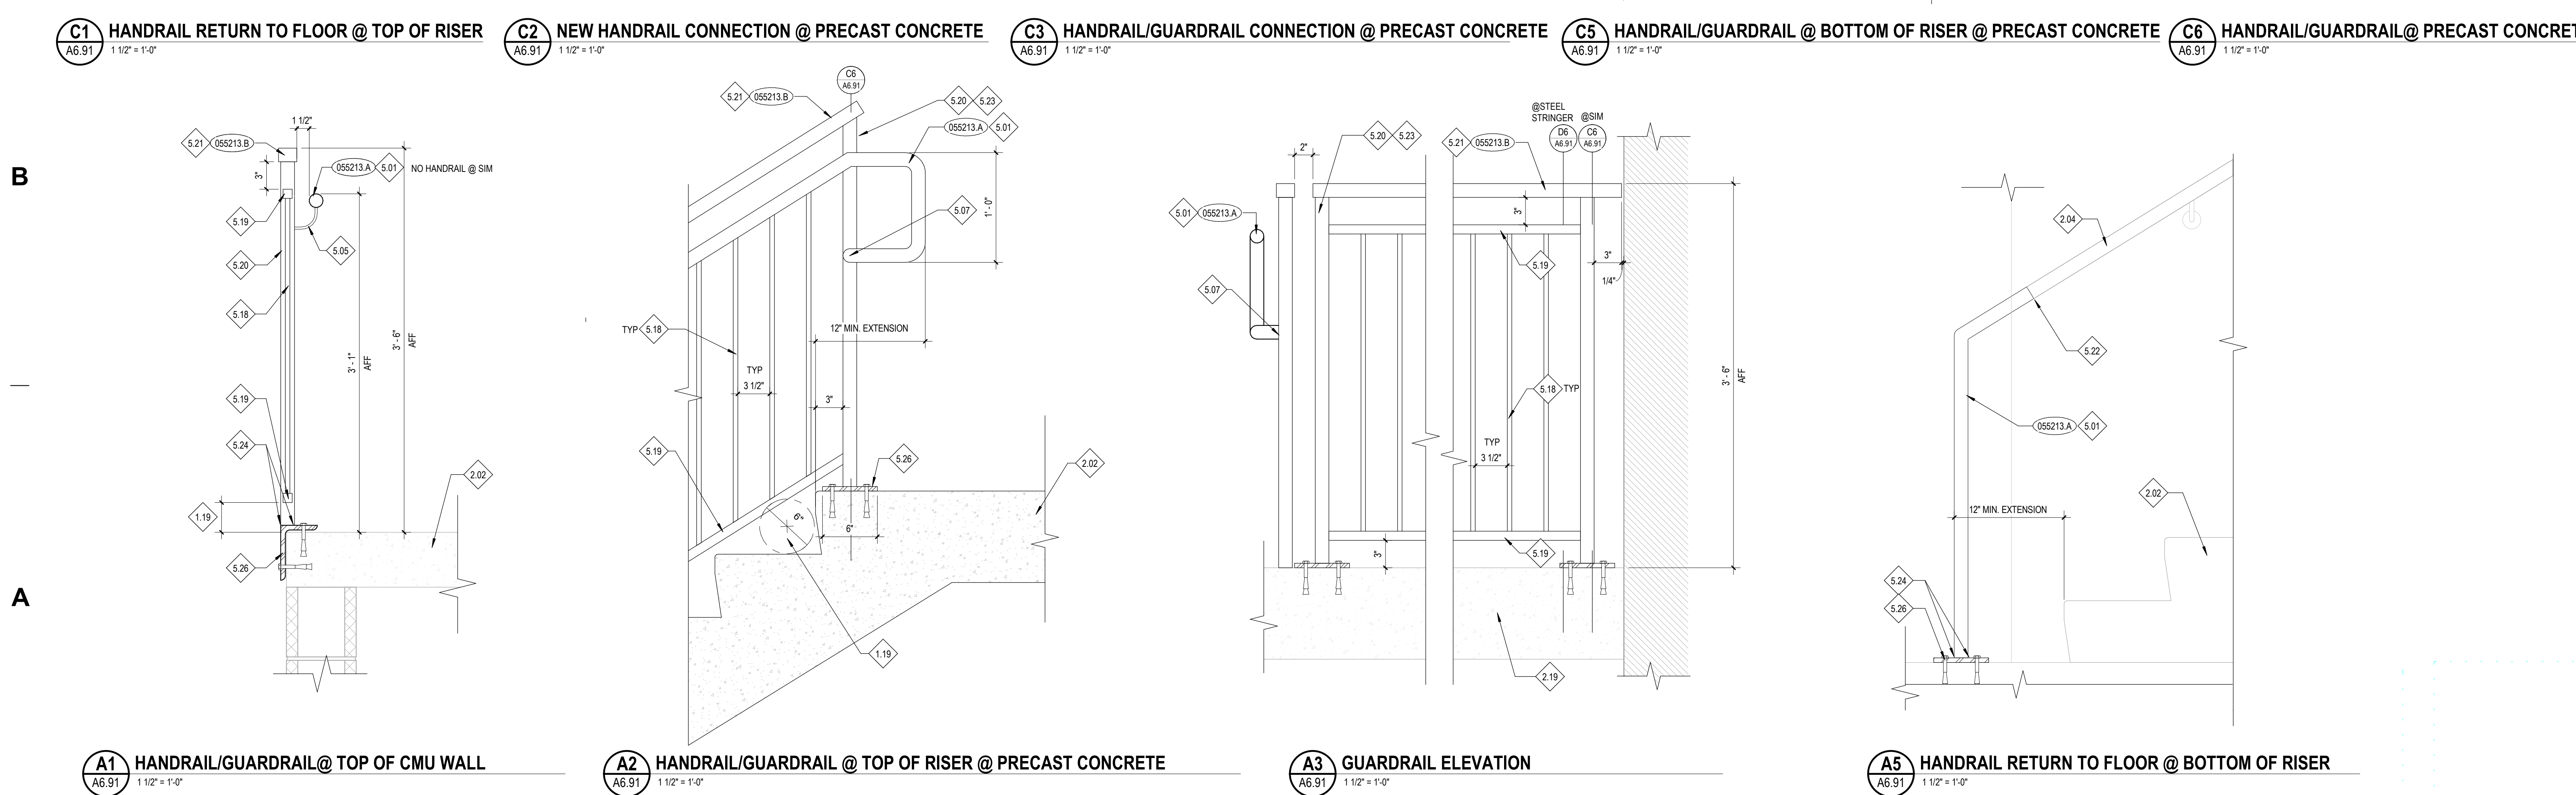 C1
A6.91
HANDRAIL RETURN TO FLOOR @ TOP OF RISER
1 1/2" = 1'-0"
C2
A6.91
NEW HANDRAIL CONNECTION @ PRECAST CONCRETE
1 1/2" = 1'-0"
C3
A6.91
HANDRAIL/GUARDRAIL CONNECTION @ PRECAST CONCRETE
1 1/2" = 1'-0"
C5
A6.91
HANDRAIL/GUARDRAIL @ BOTTOM OF RISER @ PRECAST CONCRETE
1 1/2" = 1'-0"
C6
A6.91
HANDRAIL/GUARDRAIL@ PRECAST CONCRET
1 1/2" = 1'-0"
B
A
1 1/2"
5.21 055213.B
3"
055213.A 5.01 NO HANDRAIL @ SIM
5.19
5.05
5.20
5.18
3' - 6"
AFF
3' - 1"
AFF
5.19
5.24
2.02
1.19
5.26
A1
A6.91
HANDRAIL/GUARDRAIL@ TOP OF CMU WALL
1 1/2" = 1'-0"
C6
A6.91
5.21 055213.B
5.20 5.23
055213.A 5.01
5.07
1' - 0"
TYP 5.18
12" MIN. EXTENSION
TYP
3 1/2"
3"
5.19
5.26
2.02
6"
6"
1.19
A2
A6.91
HANDRAIL/GUARDRAIL @ TOP OF RISER @ PRECAST CONCRETE
1 1/2" = 1'-0"
@STEEL
STRINGER
@SIM
D6
A6.91
C6
A6.91
5.20 5.23
5.21 055213.B
2"
5.01 055213.A
3"
5.19
3"
1/4"
5.07
3' - 6"
AFF
5.18 TYP
TYP
3 1/2"
3"
5.19
2.19
A3
A6.91
GUARDRAIL ELEVATION
1 1/2" = 1'-0"
2.04
5.22
055213.A 5.01
2.02
12" MIN. EXTENSION
5.24
5.26
A5
A6.91
HANDRAIL RETURN TO FLOOR @ BOTTOM OF RISER
1 1/2" = 1'-0"